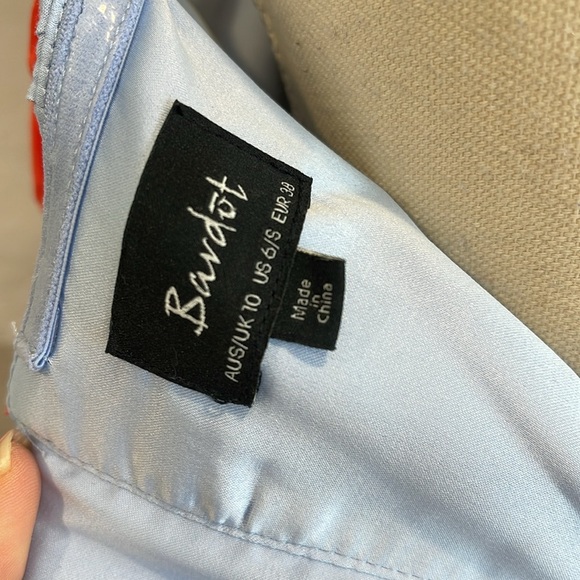 Bardot
AUS/UK 10 US 6/S EUR 38
Made
in
China